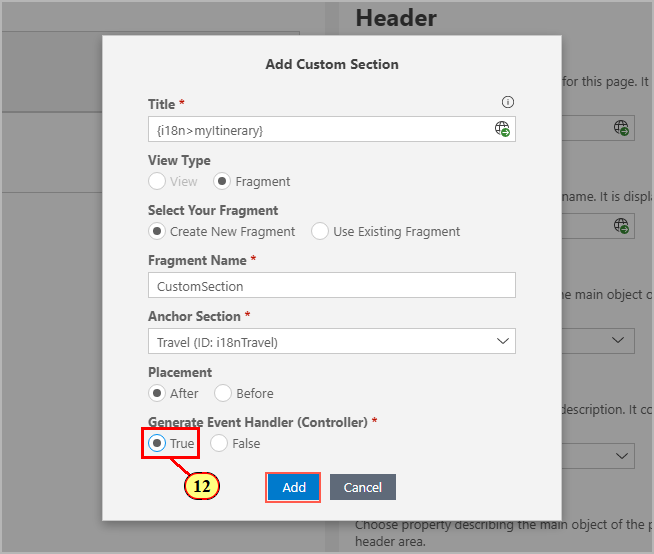 Header
for this page. It
name. It is displa
he main object o
description. It co
Choose property describing the main object of the p
header area.
Add Custom Section
Title *
{i18n>myItinerary}
View Type
View Fragment
Select Your Fragment
Create New Fragment Use Existing Fragment
Fragment Name *
CustomSection
Anchor Section *
Travel (ID: i18nTravel)
Placement
After Before
Generate Event Handler (Controller) *
True False
12
Add Cancel